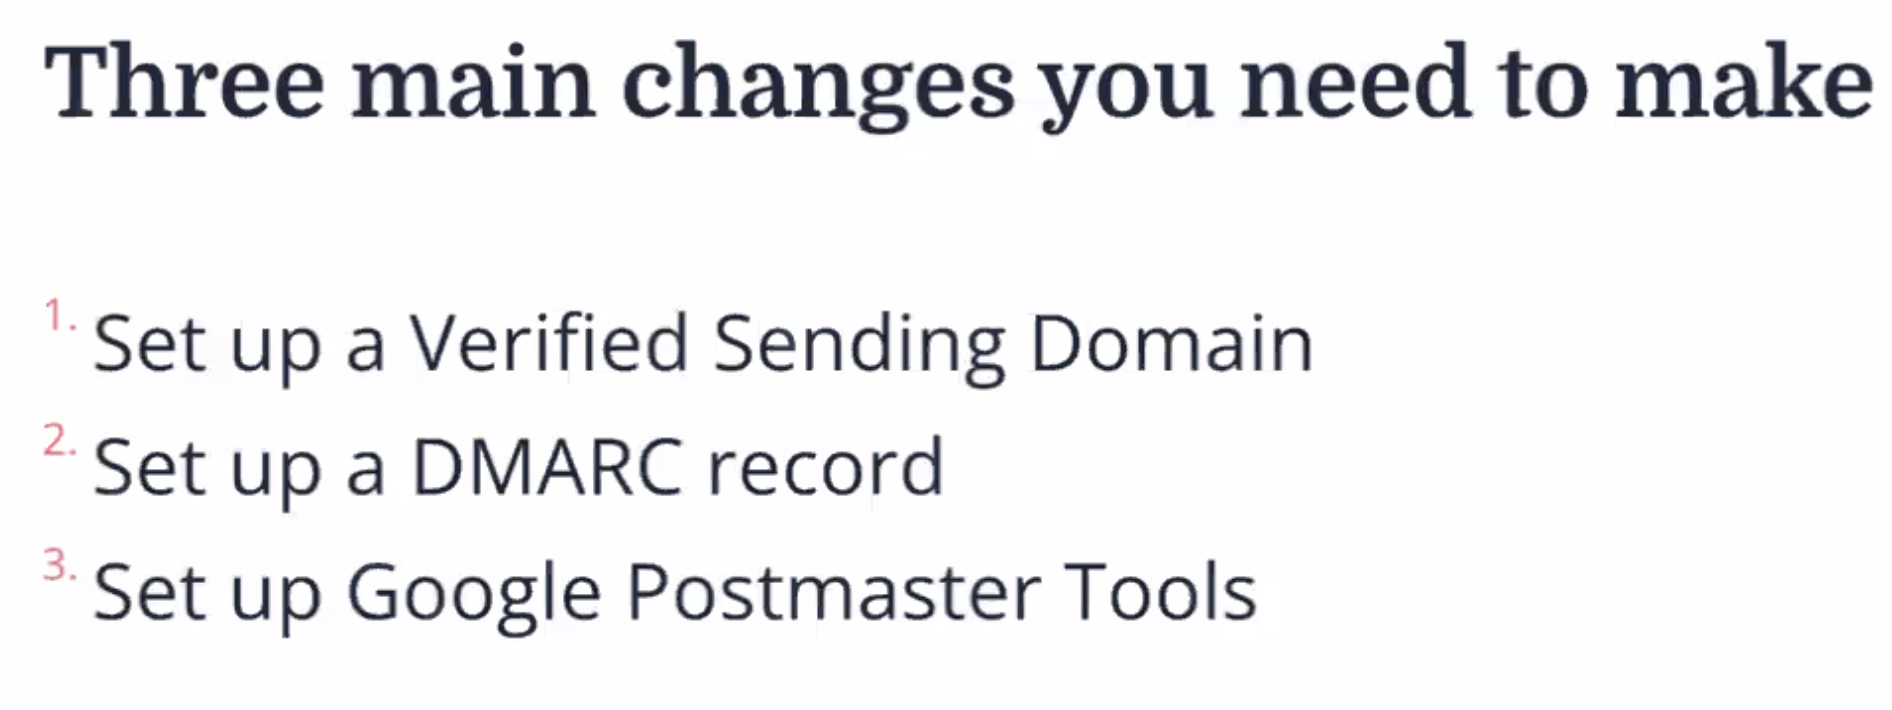 Three main changes you need to make
1. Set up a Verified Sending Domain
2. Set up a DMARC record
3. Set up Google Postmaster Tools